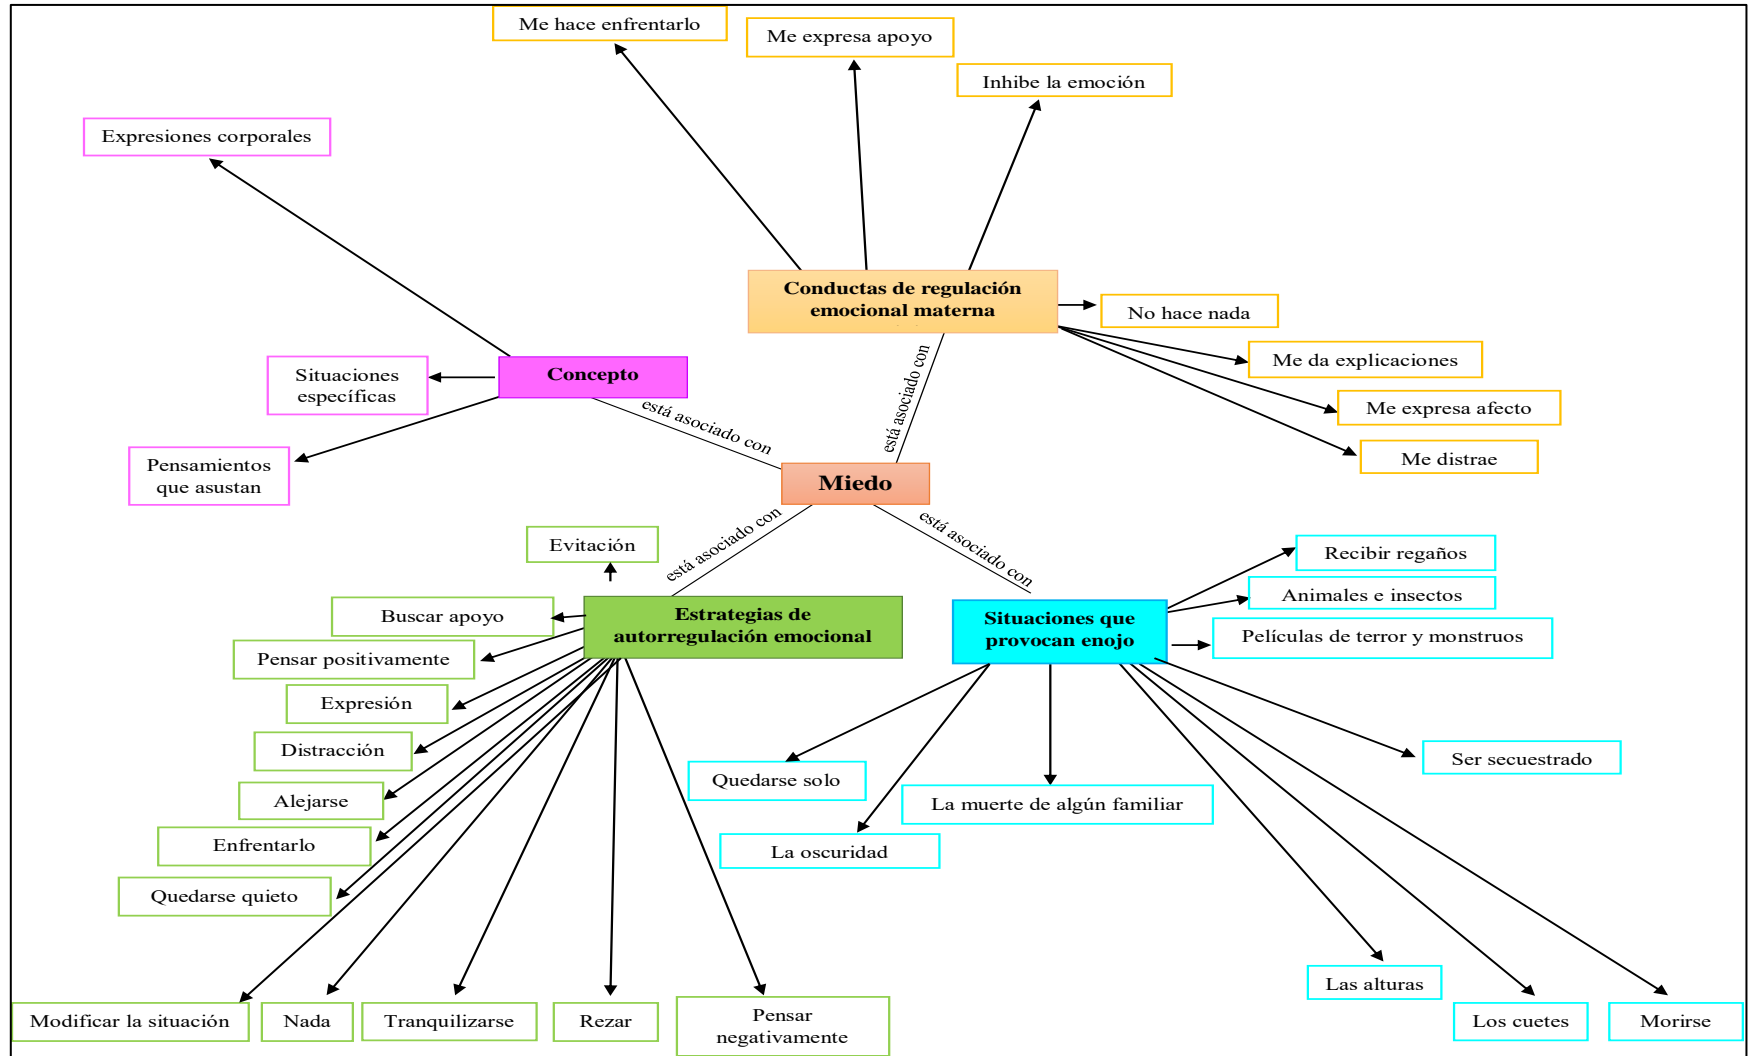 Me hace enfrentarlo
Me expresa apoyo
Inhibe la emoción
Expresiones corporales
Conductas de regulación
emocional materna
No hace nada
Me da explicaciones
Me expresa afecto
Me distrae
Concepto
Situaciones
específicas
Pensamientos
que asustan
está asociado con
está asociado con
Miedo
está asociado con
está asociado con
Evitación
Buscar apoyo
Pensar positivamente
Expresión
Distracción
Alejarse
Enfrentarlo
Quedarse quieto
Estrategias de
autorregulación emocional
Situaciones que
provocan enojo
Recibir regaños
Animales e insectos
Películas de terror y monstruos
Ser secuestrado
Quedarse solo
La muerte de algún familiar
La oscuridad
Las alturas
Los cuetes
Morirse
Modificar la situación
Nada
Tranquilizarse
Rezar
Pensar
negativamente